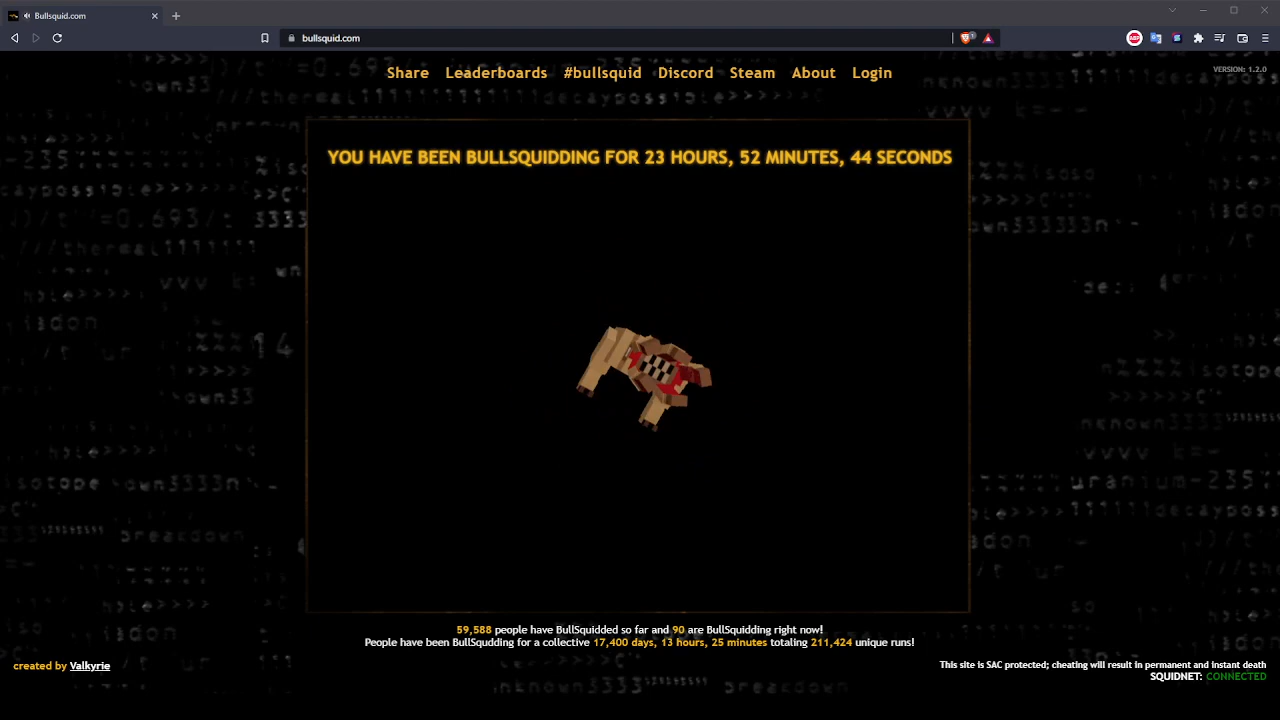 Bullsquid.com
bullsquid.com
Share Leaderboards #bullsquid Discord Steam About Login
VERSION: 1.2.0
YOU HAVE BEEN BULLSQUIDDING FOR 23 HOURS, 52 MINUTES, 44 SECONDS
59,588 people have BullSquidded so far and 90 are BullSquidding right now!
People have been BullSqudding for a collective 17,400 days, 13 hours, 25 minutes totaling 211,424 unique runs!
created by Valkyrie
This site is SAC protected; cheating will result in permanent and instant death
SQUIDNET: CONNECTED